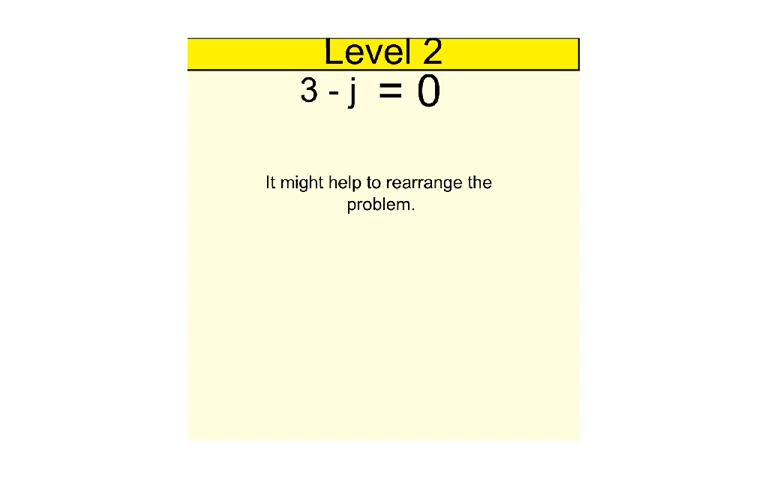 Level 2
3 - j = 0
It might help to rearrange the
problem.